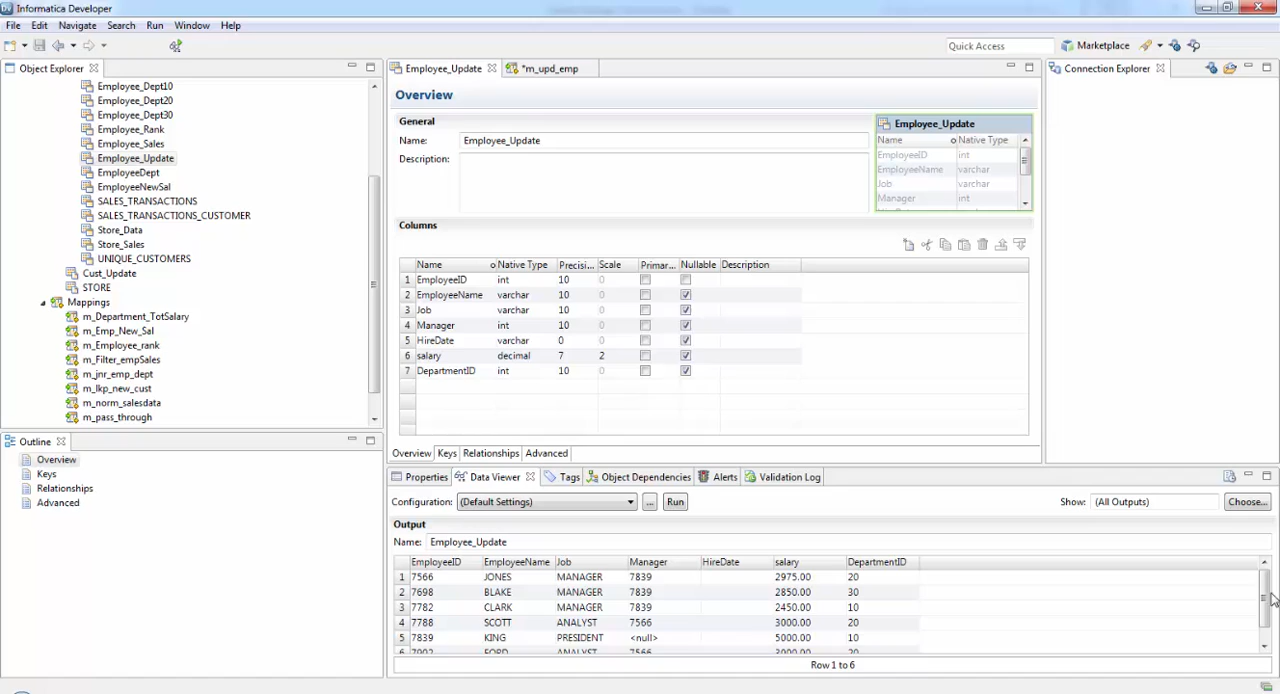 Informatica Developer
File Edit Navigate Search Run Window Help
Quick Access Marketplace
Object Explorer
Employee_Dept10
Employee_Dept20
Employee_Dept30
Employee_Rank
Employee_Sales
Employee_Update
EmployeeDept
EmployeeNewSal
SALES_TRANSACTIONS
SALES_TRANSACTIONS_CUSTOMER
Store_Data
Store_Sales
UNIQUE_CUSTOMERS
Cust_Update
STORE
Mappings
m_Department_TotSalary
m_Emp_New_Sal
m_Employee_rank
m_Filter_empSales
m_jnr_emp_dept
m_lkp_new_cust
m_norm_salesdata
m_pass_through
Outline
Overview
Keys
Relationships
Advanced
Employee_Update *m_upd_emp
Overview
General
Name: Employee_Update
Description:
Employee_Update
Name Native Type
EmployeeID int
EmployeeName varchar
Job varchar
Manager int
Columns
Name Native Type Precisi... Scale Primar... Nullable Description
1 EmployeeID int 10 0
2 EmployeeName varchar 10 0
3 Job varchar 10 0
4 Manager int 10 0
5 HireDate varchar 0 0
6 salary decimal 7 2
7 DepartmentID int 10 0
Overview Keys Relationships Advanced
Connection Explorer
Properties Data Viewer Tags Object Dependencies Alerts Validation Log
Configuration: (Default Settings) ... Run Show: (All Outputs) Choose...
Output
Name: Employee_Update
EmployeeID EmployeeName Job Manager HireDate salary DepartmentID
1 7566 JONES MANAGER 7839 2975.00 20
2 7698 BLAKE MANAGER 7839 2850.00 30
3 7782 CLARK MANAGER 7839 2450.00 10
4 7788 SCOTT ANALYST 7566 3000.00 20
5 7839 KING PRESIDENT <null> 5000.00 10
6 7902 FORD ANALYST 7566 3000.00 20
Row 1 to 6